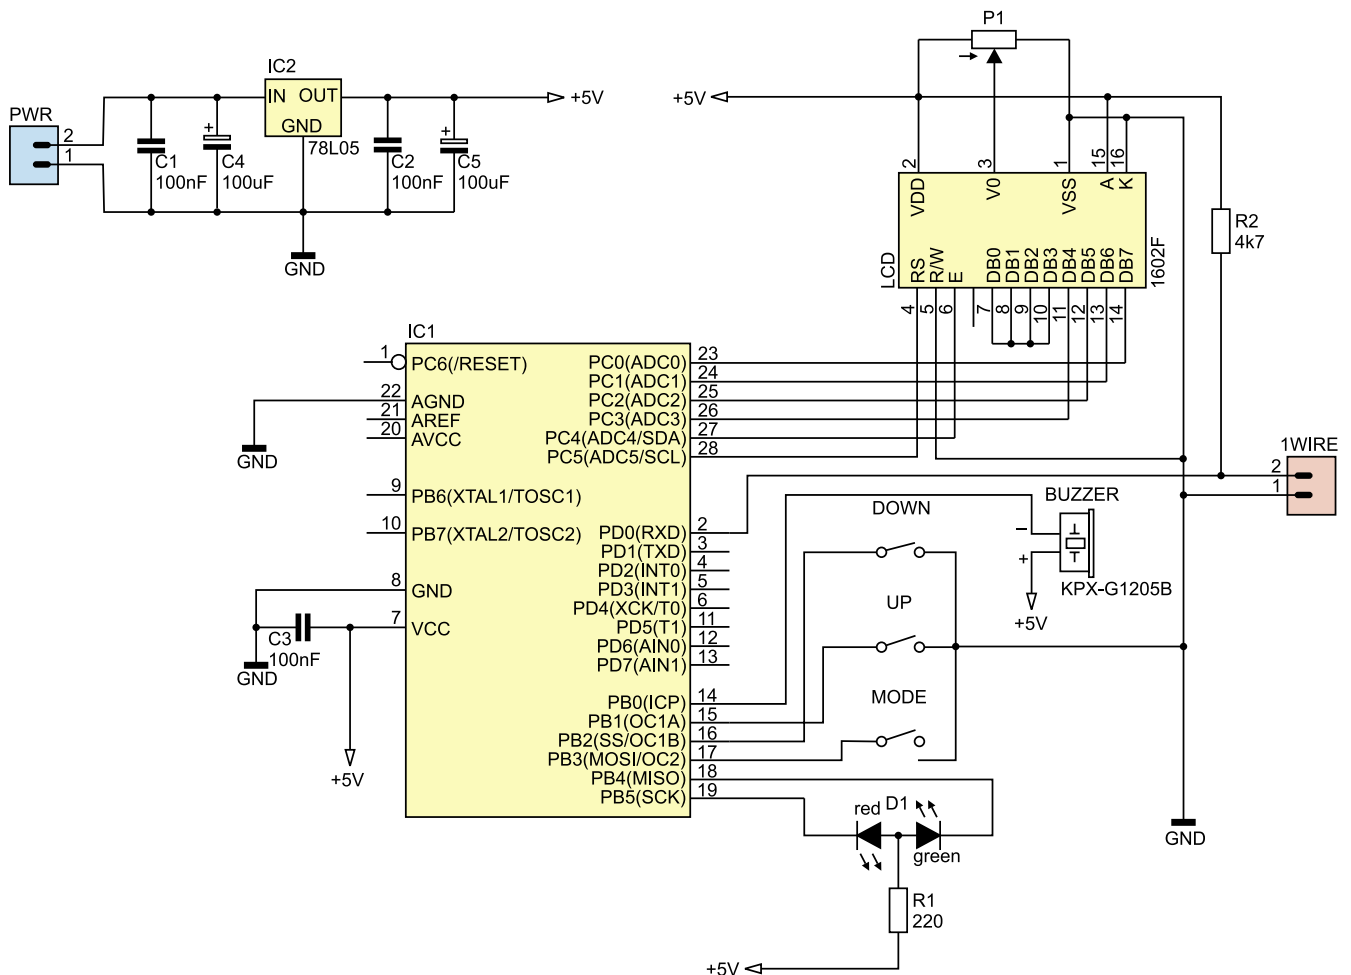 P1
IC2
IN OUT
GND
78L05
+5V
+5V
PWR
2
1
C1
100nF
+
C4
100uF
C2
100nF
+
C5
100uF
GND
2
3
1
15
16
VDD
V0
VSS
A
K
LCD
1602F
RS
R/W
E
DB0
DB1
DB2
DB3
DB4
DB5
DB6
DB7
4
5
6
7
8
9
10
11
12
13
14
R2
4k7
IC1
1 PC6(/RESET)
22 AGND
21 AREF
20 AVCC
GND
9 PB6(XTAL1/TOSC1)
10 PB7(XTAL2/TOSC2)
8 GND
7 VCC
C3
100nF
GND
+5V
PC0(ADC0) 23
PC1(ADC1) 24
PC2(ADC2) 25
PC3(ADC3) 26
PC4(ADC4/SDA) 27
PC5(ADC5/SCL) 28
PD0(RXD) 2
PD1(TXD) 3
PD2(INT0) 4
PD3(INT1) 5
PD4(XCK/T0) 6
PD5(T1) 11
PD6(AIN0) 12
PD7(AIN1) 13
PB0(ICP) 14
PB1(OC1A) 15
PB2(SS/OC1B) 16
PB3(MOSI/OC2) 17
PB4(MISO) 18
PB5(SCK) 19
1WIRE
2
1
BUZZER
−
+
KPX-G1205B
+5V
DOWN
UP
MODE
GND
red D1
green
R1
220
+5V